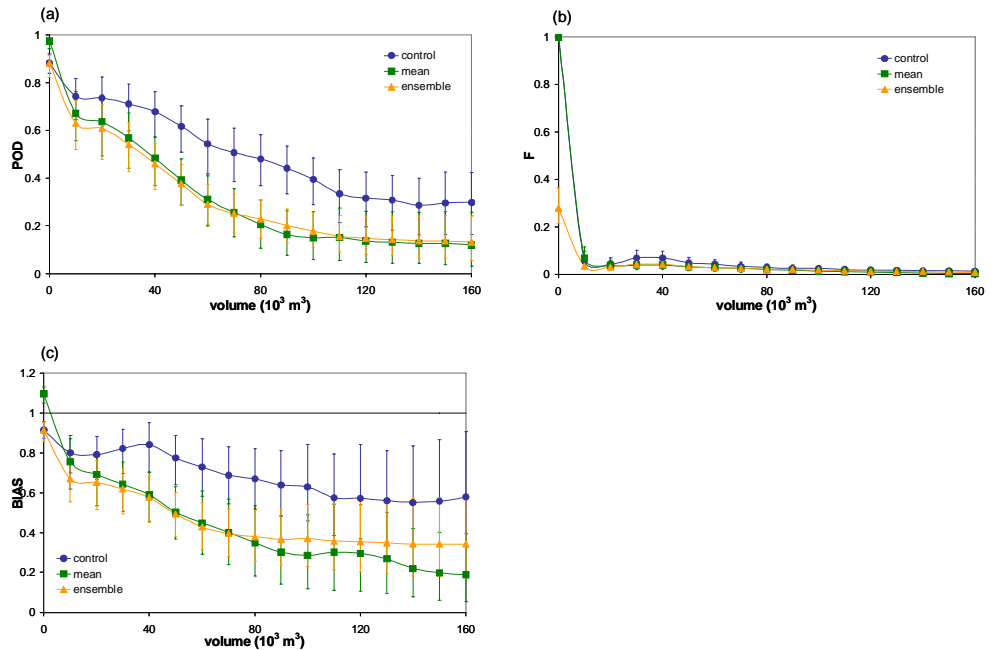 (a)
1
0.8
0.6
0.4
0.2
0
POD
control
mean
ensemble
0 40 80 120 160
volume (10³ m³)
(b)
1
0.8
0.6
0.4
0.2
0
F
control
mean
ensemble
0 40 80 120 160
volume (10³ m³)
(c)
1.2
1
0.8
0.6
0.4
0.2
0
BIAS
control
mean
ensemble
0 40 80 120 160
volume (10³ m³)